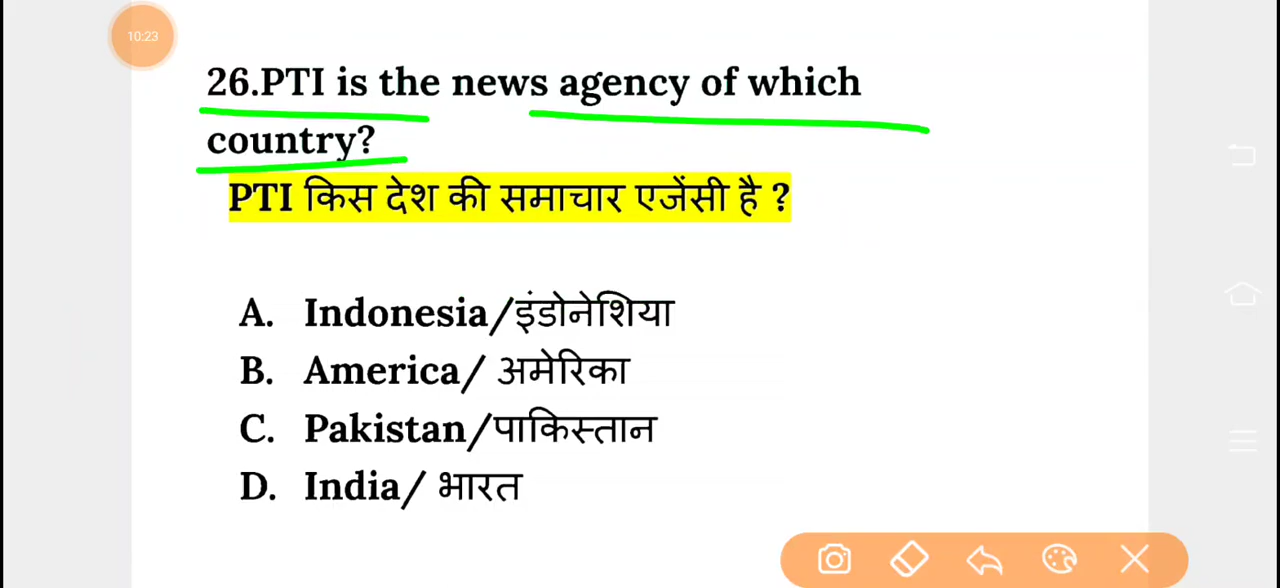 10:23
26.PTI is the news agency of which
country?
PTI किस देश की समाचार एजेंसी है ?
A. Indonesia/इंडोनेशिया
B. America/ अमेरिका
C. Pakistan/पाकिस्तान
D. India/ भारत